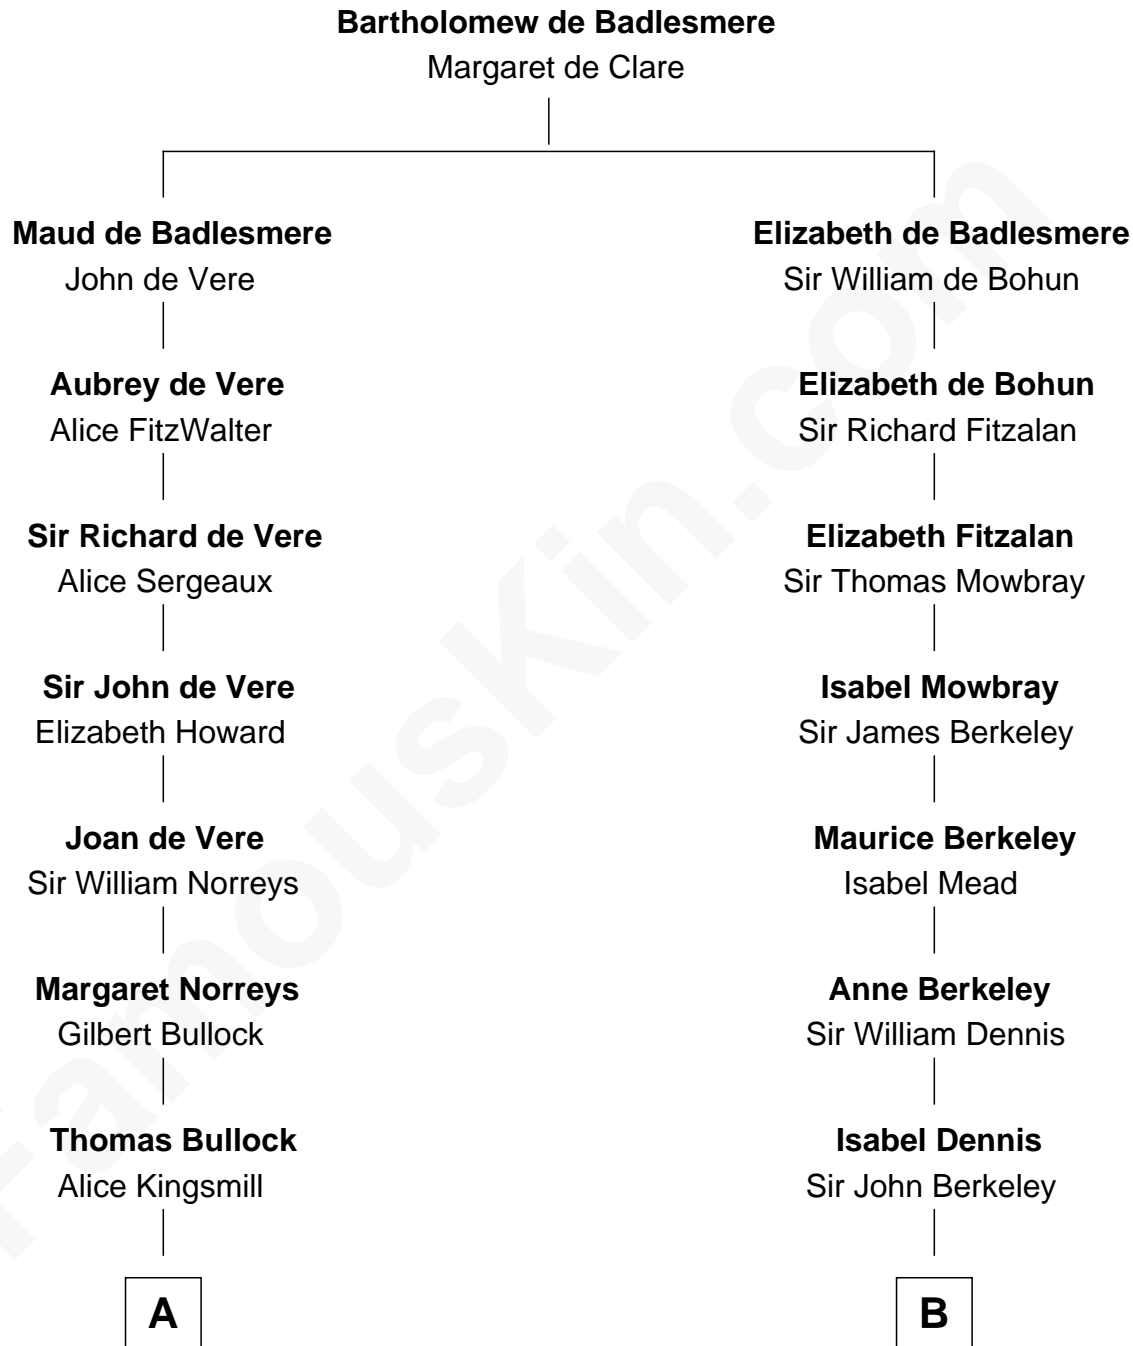 Bartholomew de Badlesmere
Margaret de Clare
Maud de Badlesmere
John de Vere
Elizabeth de Badlesmere
Sir William de Bohun
Aubrey de Vere
Alice FitzWalter
Elizabeth de Bohun
Sir Richard Fitzalan
Sir Richard de Vere
Alice Sergeaux
Elizabeth Fitzalan
Sir Thomas Mowbray
Sir John de Vere
Elizabeth Howard
Isabel Mowbray
Sir James Berkeley
Joan de Vere
Sir William Norreys
Maurice Berkeley
Isabel Mead
Margaret Norreys
Gilbert Bullock
Anne Berkeley
Sir William Dennis
Thomas Bullock
Alice Kingsmill
Isabel Dennis
Sir John Berkeley
A
B
FamousKin.com